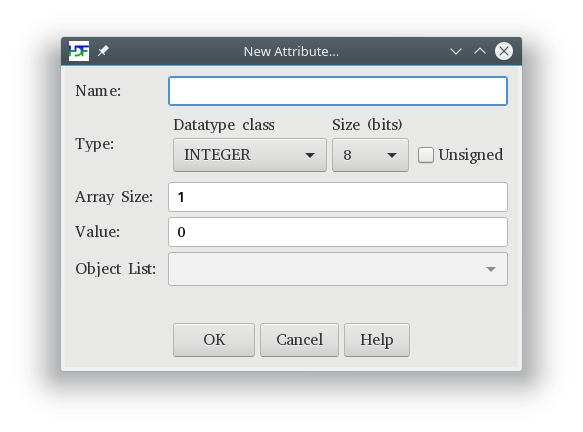 HDF
New Attribute...
Name:
Datatype class Size (bits)
Type: INTEGER 8 Unsigned
Array Size: 1
Value: 0
Object List:
OK Cancel Help